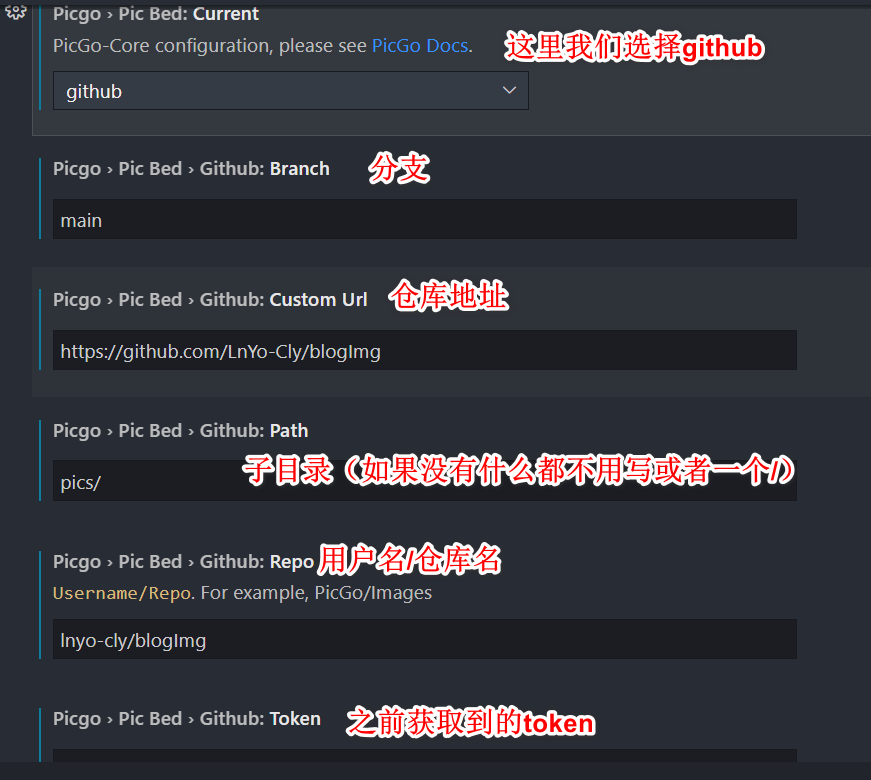 Picgo › Pic Bed: Current
PicGo-Core configuration, please see PicGo Docs.
这里我们选择github
github
Picgo › Pic Bed › Github: Branch
分支
main
Picgo › Pic Bed › Github: Custom Url
仓库地址
https://github.com/LnYo-Cly/blogImg
Picgo › Pic Bed › Github: Path
子目录（如果没有什么都不用写或者一个/）
pics/
Picgo › Pic Bed › Github: Repo
用户名/仓库名
Username/Repo. For example, PicGo/Images
lnyo-cly/blogImg
Picgo › Pic Bed › Github: Token
之前获取到的token